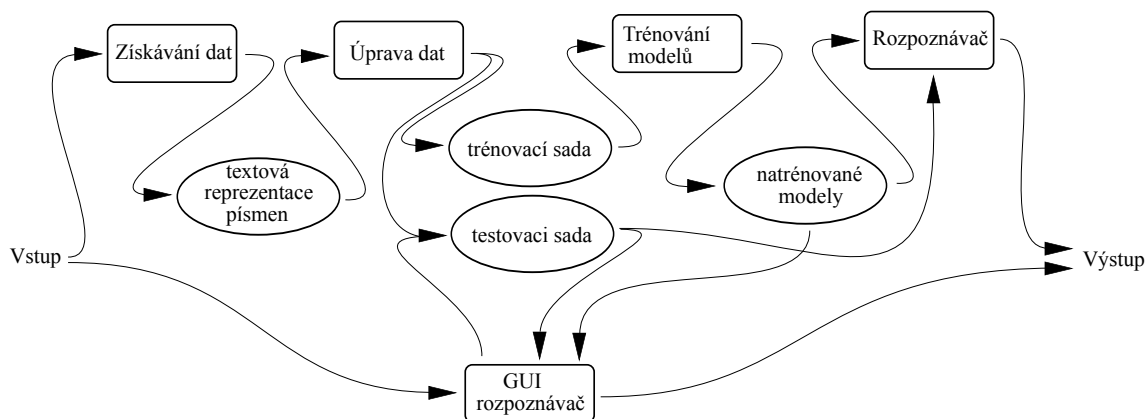 Získávání dat
Úprava dat
Trénování
modelů
Rozpoznávač
textová
reprezentace
písmen
trénovací sada
natrénované
modely
testovaci sada
Vstup
Výstup
GUI
rozpoznávač